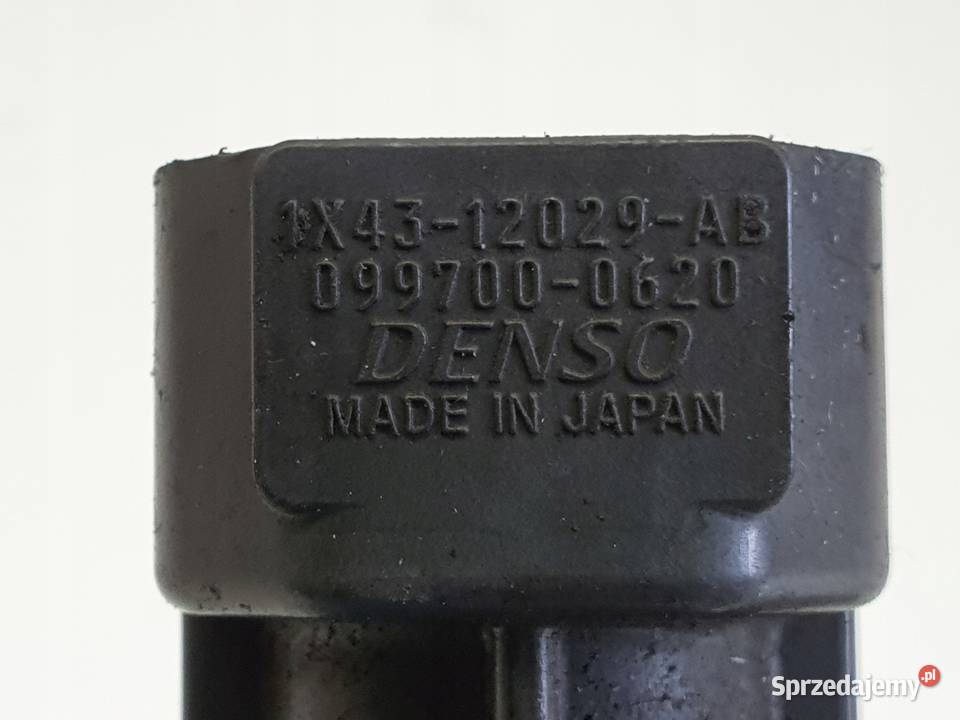 1X43-12029-AB
099700-0620
DENSO
MADE IN JAPAN
Sprzedajemy.pl